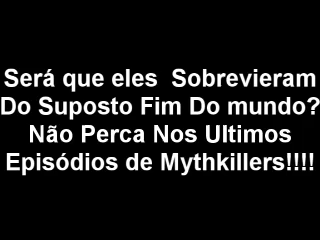 Será que eles  Sobrevieram
Do Suposto Fim Do mundo?
Não Perca Nos Ultimos
Episódios de Mythkillers!!!!